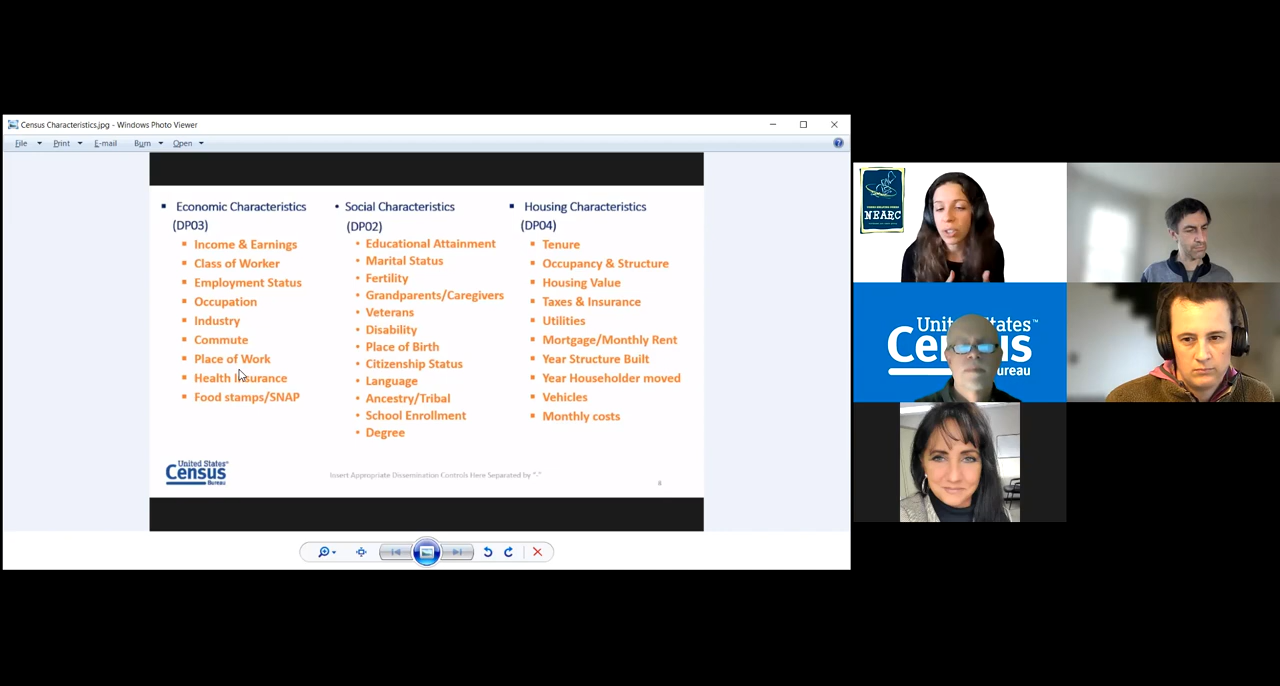 Census Characteristics.jpg - Windows Photo Viewer
File Print E-mail Burn Open
Economic Characteristics
(DP03)
Income & Earnings
Class of Worker
Employment Status
Occupation
Industry
Commute
Place of Work
Health Insurance
Food stamps/SNAP
Social Characteristics
(DP02)
Educational Attainment
Marital Status
Fertility
Grandparents/Caregivers
Veterans
Disability
Place of Birth
Citizenship Status
Language
Ancestry/Tribal
School Enrollment
Degree
Housing Characteristics
(DP04)
Tenure
Occupancy & Structure
Housing Value
Taxes & Insurance
Utilities
Mortgage/Monthly Rent
Year Structure Built
Year Householder moved
Vehicles
Monthly costs
United States™
Census
Bureau
Insert Appropriate Dissemination Controls Here Separated by "-"
8
NEARC
United States™
Census
Bureau